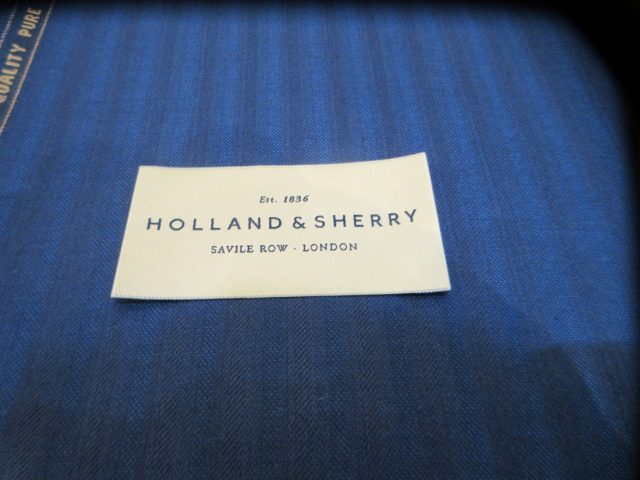 QUALITY PURE
Est. 1836
HOLLAND & SHERRY
SAVILE ROW · LONDON